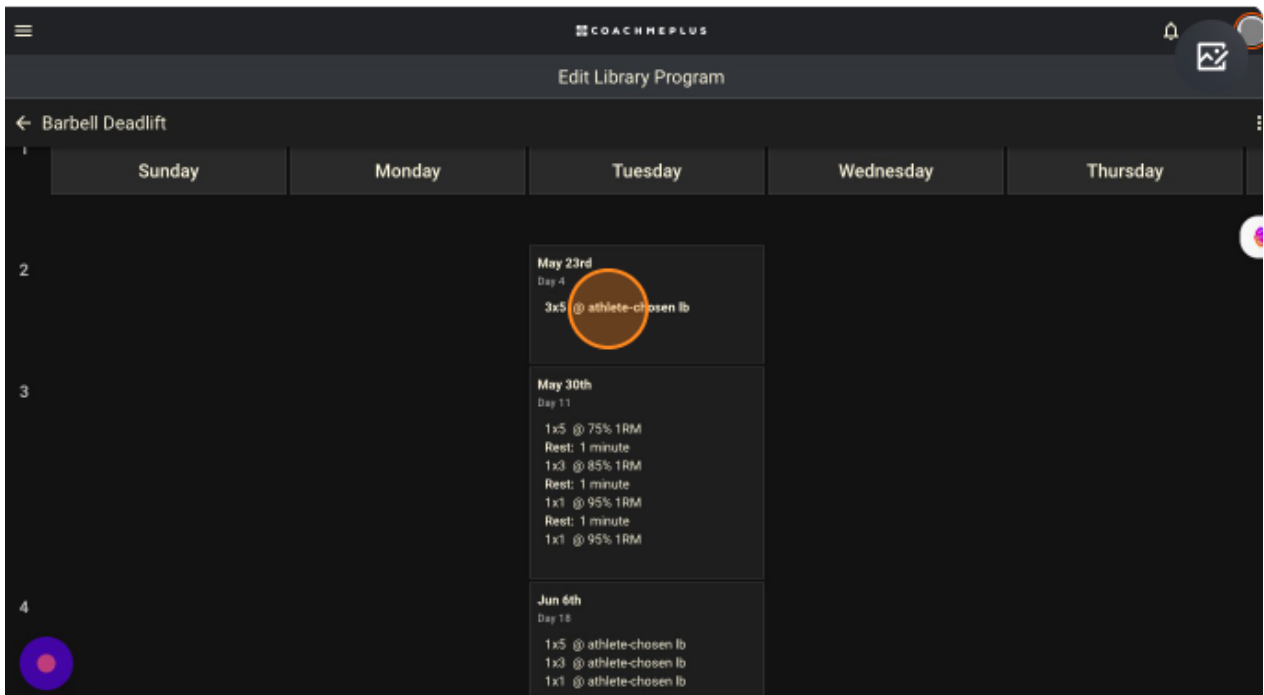 COACHMEPLUS
Edit Library Program
← Barbell Deadlift
Sunday Monday Tuesday Wednesday Thursday
2
May 23rd
Day 4
3x5 @ athlete-chosen lb
3
May 30th
Day 11
1x5 @ 75% 1RM
Rest: 1 minute
1x3 @ 85% 1RM
Rest: 1 minute
1x1 @ 95% 1RM
Rest: 1 minute
1x1 @ 95% 1RM
4
Jun 6th
Day 18
1x5 @ athlete-chosen lb
1x3 @ athlete-chosen lb
1x1 @ athlete-chosen lb